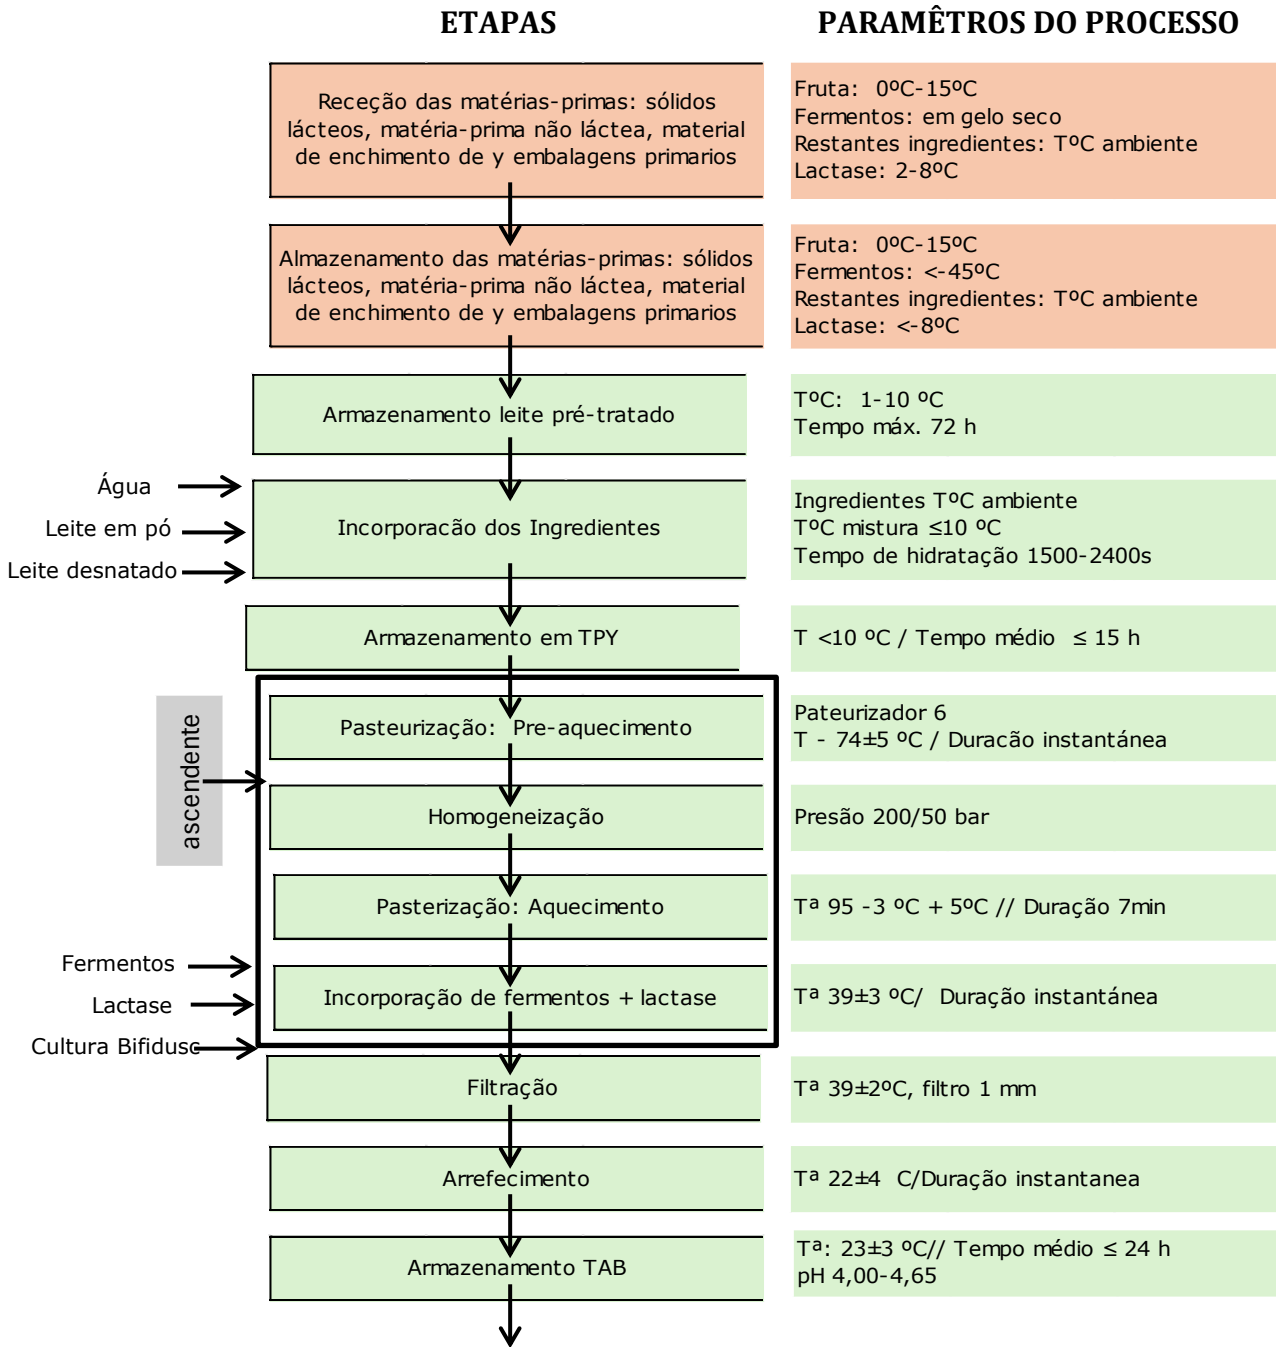 ETAPAS
PARAMÊTROS DO PROCESSO
Receção das matérias-primas: sólidos
lácteos, matéria-prima não láctea, material
de enchimento de y embalagens primarios
Fruta: 0ºC-15ºC
Fermentos: em gelo seco
Restantes ingredientes: TºC ambiente
Lactase: 2-8ºC
Almazenamento das matérias-primas: sólidos
lácteos, matéria-prima não láctea, material
de enchimento de y embalagens primarios
Fruta: 0ºC-15ºC
Fermentos: <-45ºC
Restantes ingredientes: TºC ambiente
Lactase: <-8ºC
Armazenamento leite pré-tratado
TºC: 1-10 ºC
Tempo máx. 72 h
Água
Leite em pó
Leite desnatado
Incorporacão dos Ingredientes
Ingredientes TºC ambiente
TºC mistura ≤10 ºC
Tempo de hidratação 1500-2400s
Armazenamento em TPY
T <10 ºC / Tempo médio ≤ 15 h
ascendente
Pasteurização: Pre-aquecimento
Pateurizador 6
T - 74±5 ºC / Duracão instantánea
Homogeneização
Presão 200/50 bar
Pasterização: Aquecimento
Tª 95 -3 ºC + 5ºC // Duração 7min
Fermentos
Lactase
Cultura Bifidusc
Incorporação de fermentos + lactase
Tª 39±3 ºC/ Duração instantánea
Filtração
Tª 39±2ºC, filtro 1 mm
Arrefecimento
Tª 22±4 C/Duração instantanea
Armazenamento TAB
Tª: 23±3 ºC// Tempo médio ≤ 24 h
pH 4,00-4,65